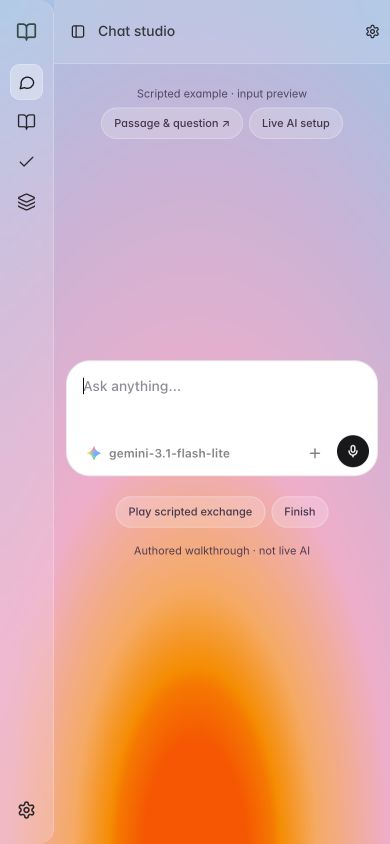 Chat studio
Scripted example · input preview
Passage & question ↗
Live AI setup
Ask anything...
gemini-3.1-flash-lite
Play scripted exchange
Finish
Authored walkthrough · not live AI